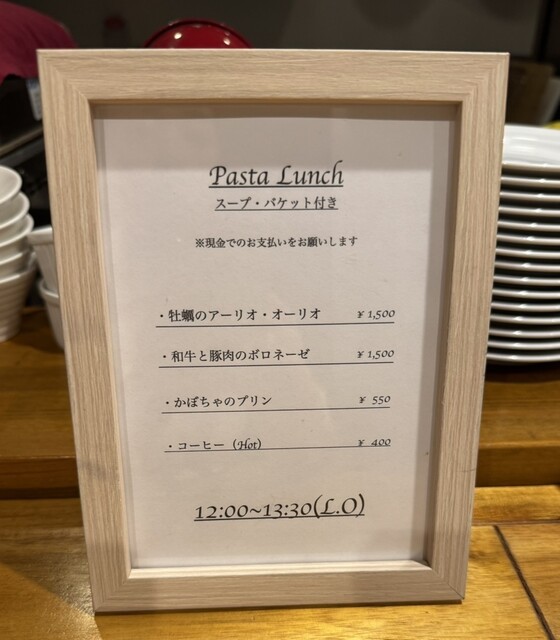 Pasta Lunch
スープ・バケット付き
※現金でのお支払いをお願いします
・牡蠣のアーリオ・オーリオ ¥ 1,500
・和牛と豚肉のボロネーゼ ¥ 1,500
・かぼちゃのプリン ¥ 550
・コーヒー（Hot） ¥ 400
12:00~13:30(L.O)